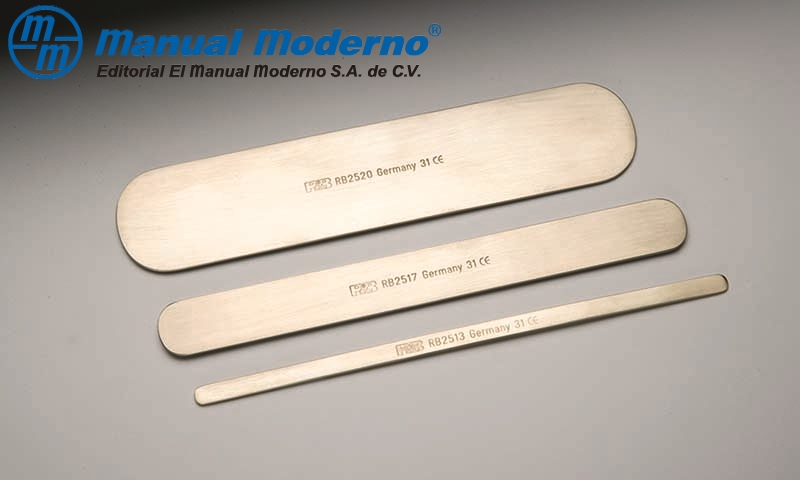 mm
Manual Moderno®
Editorial El Manual Moderno S.A. de C.V.
RB2520 Germany 31 CE
RB2517 Germany 31 CE
RB2513 Germany 31 CE